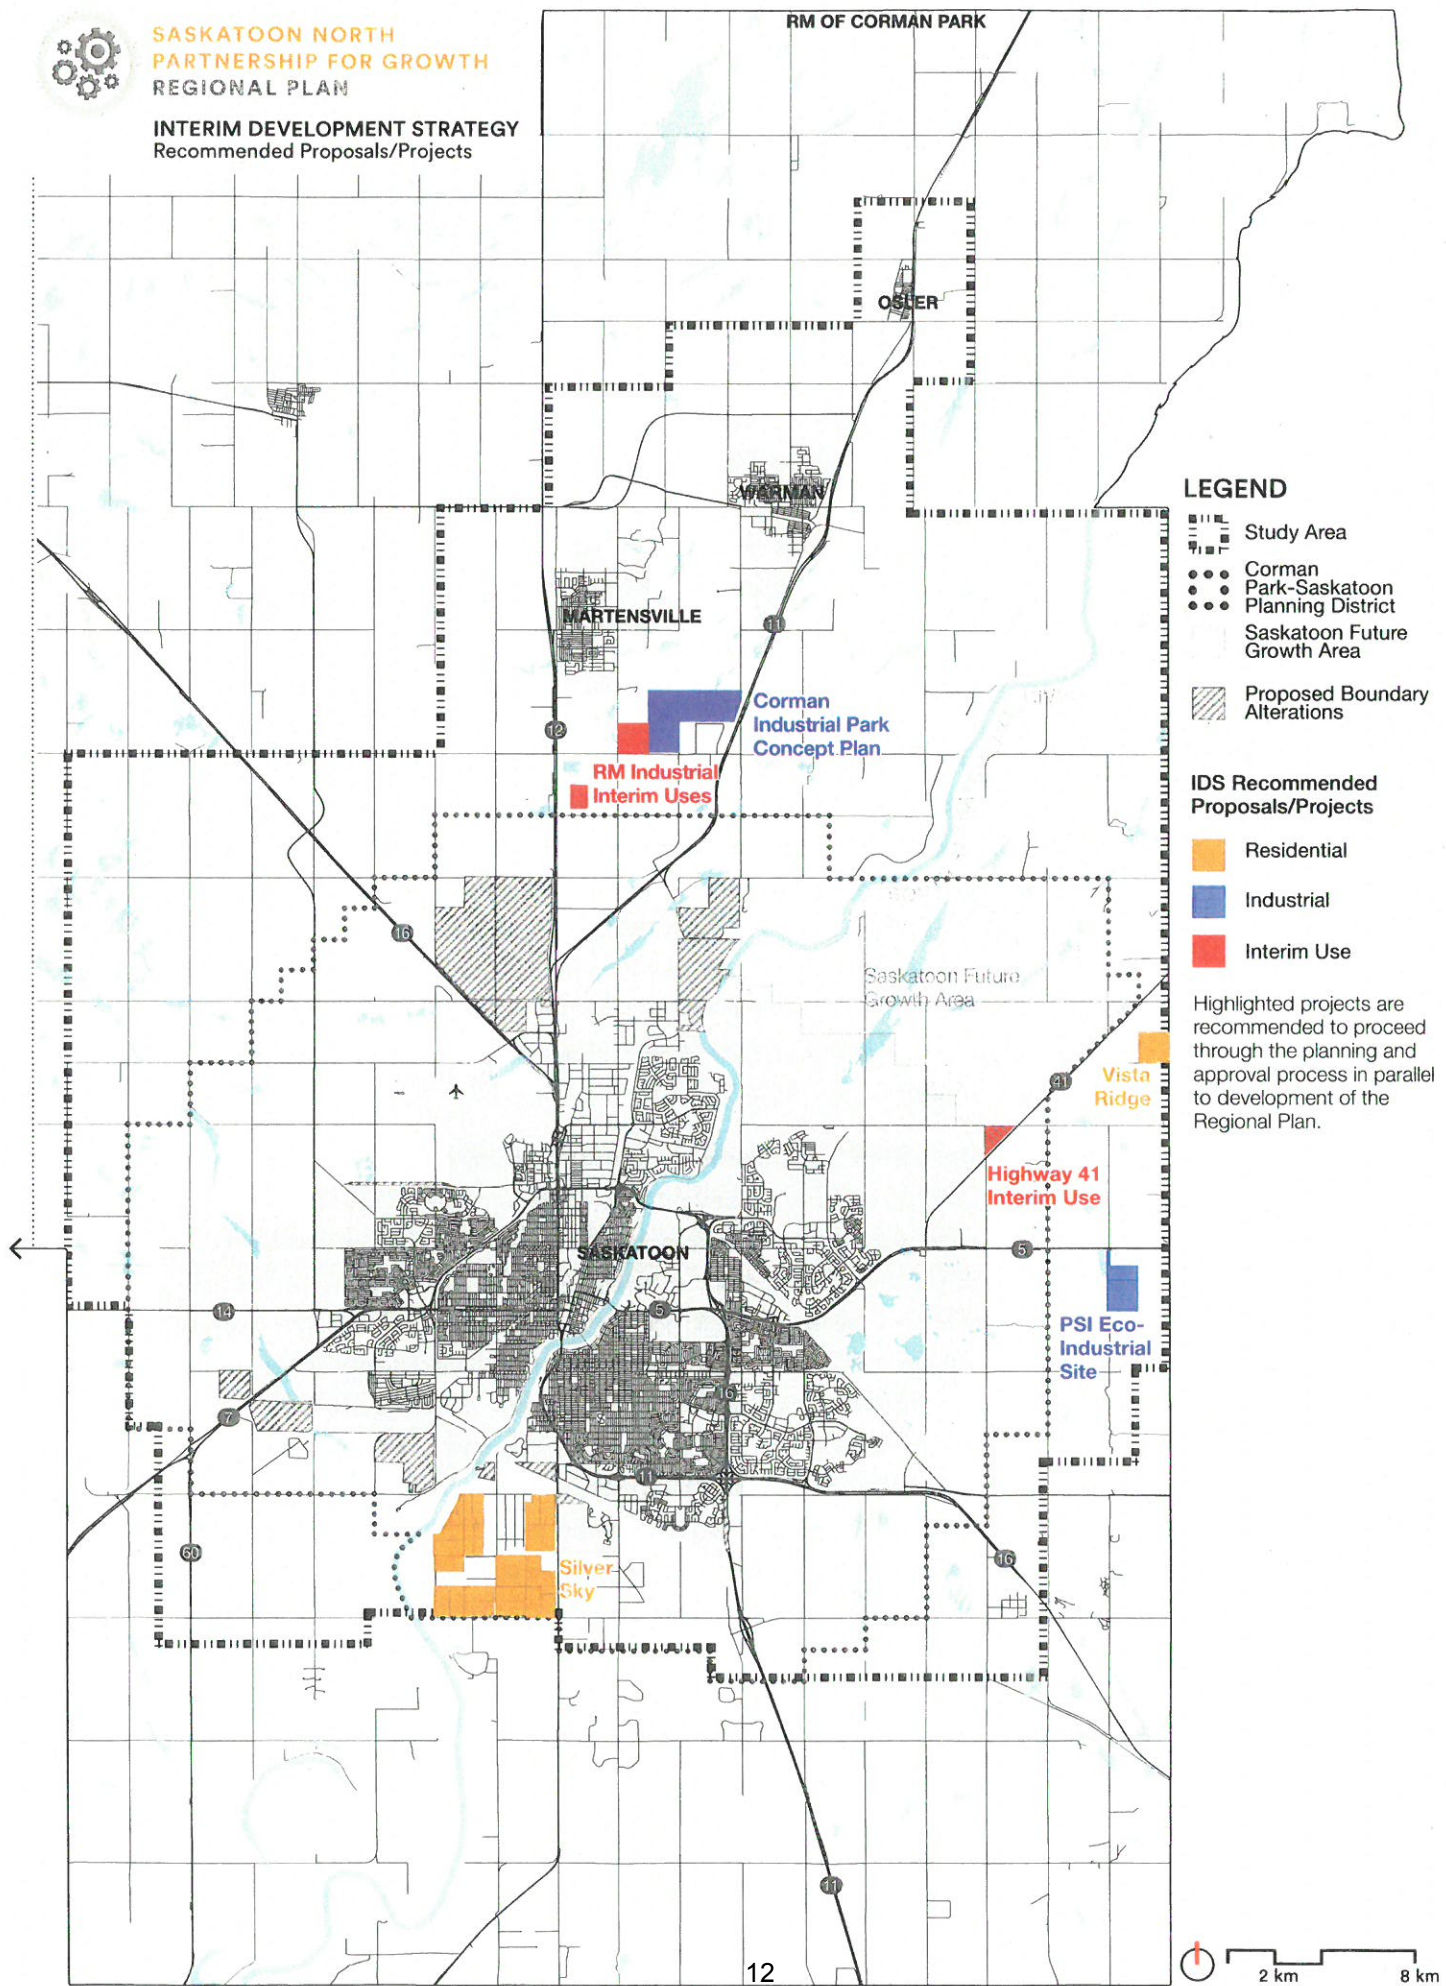 SASKATOON NORTH
PARTNERSHIP FOR GROWTH
REGIONAL PLAN
INTERIM DEVELOPMENT STRATEGY
Recommended Proposals/Projects
RM OF CORMAN PARK
OSLER
WARMAN
MARTENSVILLE
11
12
Corman
Industrial Park
Concept Plan
RM Industrial
Interim Uses
16
Saskatoon Future
Growth Area
41
Vista
Ridge
Highway 41
Interim Use
SASKATOON
5
14
5
PSI Eco-
Industrial
Site
7
16
11
60
16
Silver
Sky
11
LEGEND
Study Area
Corman
Park-Saskatoon
Planning District
Saskatoon Future
Growth Area
Proposed Boundary
Alterations
IDS Recommended
Proposals/Projects
Residential
Industrial
Interim Use
Highlighted projects are
recommended to proceed
through the planning and
approval process in parallel
to development of the
Regional Plan.
12
2 km
8 km